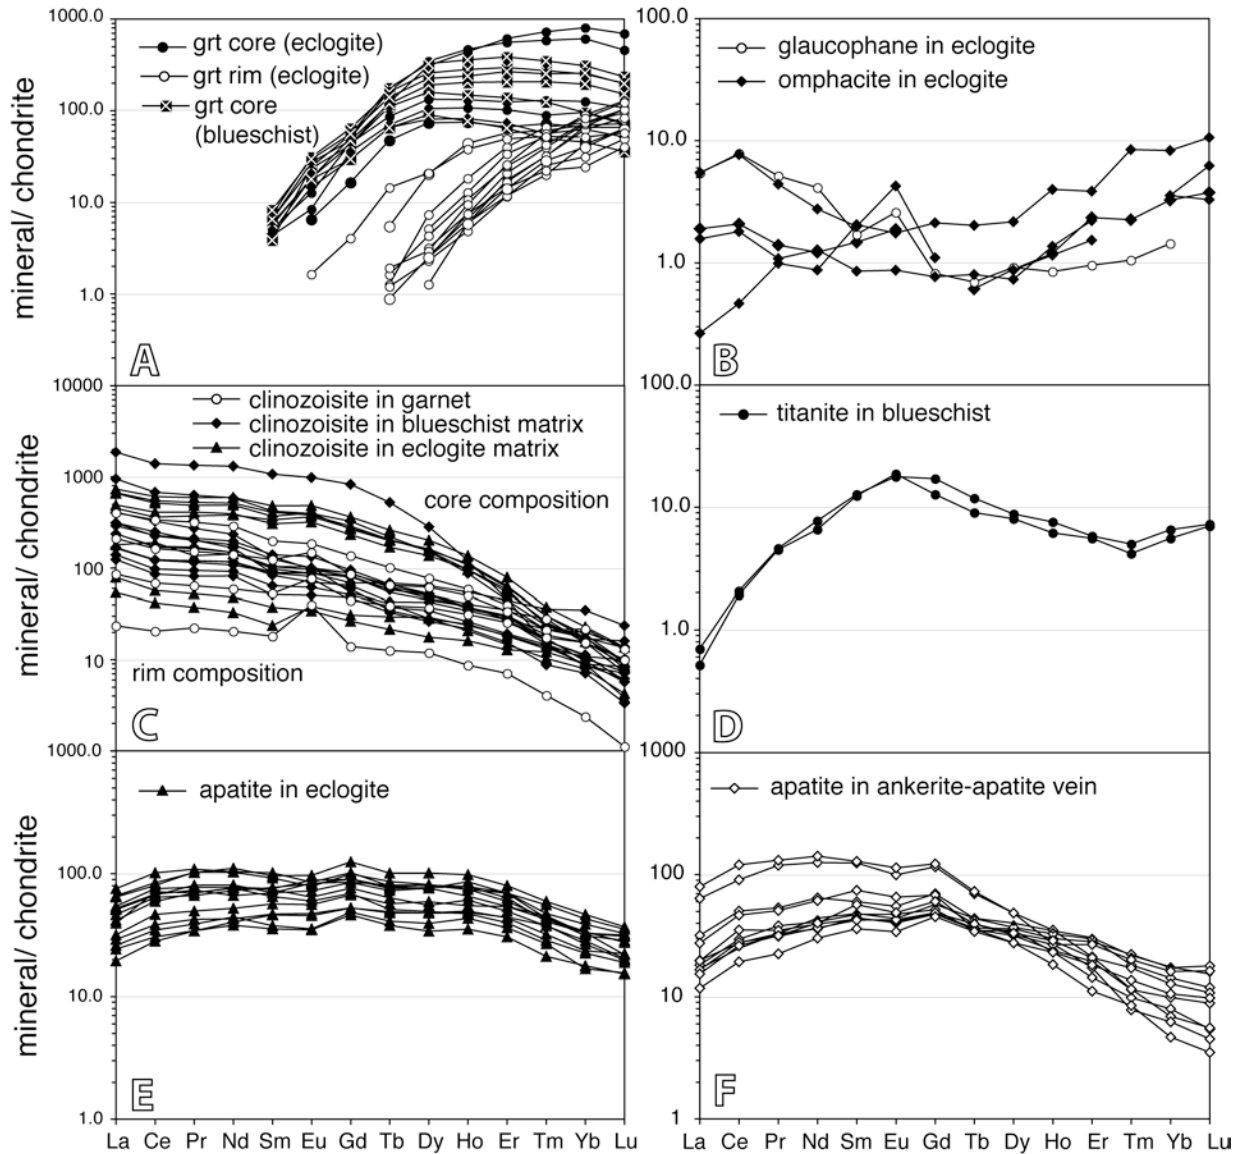 1000.0
100.0
10.0
1.0
mineral/ chondrite
grt core (eclogite)
grt rim (eclogite)
grt core
(blueschist)
A
100.0
10.0
1.0
glaucophane in eclogite
omphacite in eclogite
B
10000
1000
100
10
mineral/ chondrite
clinozoisite in garnet
clinozoisite in blueschist matrix
clinozoisite in eclogite matrix
core composition
rim composition
C
100.0
10.0
1.0
titanite in blueschist
D
1000.0
100.0
10.0
1.0
mineral/ chondrite
apatite in eclogite
E
La Ce Pr Nd Sm Eu Gd Tb Dy Ho Er Tm Yb Lu
1000
100
10
1
apatite in ankerite-apatite vein
F
La Ce Pr Nd Sm Eu Gd Tb Dy Ho Er Tm Yb Lu